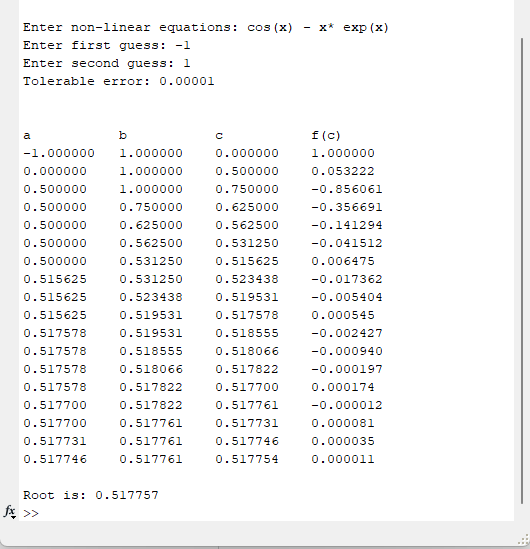 Enter non-linear equations: cos(x) - x* exp(x)
Enter first guess: -1
Enter second guess: 1
Tolerable error: 0.00001
a b c f(c)
-1.000000 1.000000 0.000000 1.000000
0.000000 1.000000 0.500000 0.053222
0.500000 1.000000 0.750000 -0.856061
0.500000 0.750000 0.625000 -0.356691
0.500000 0.625000 0.562500 -0.141294
0.500000 0.562500 0.531250 -0.041512
0.500000 0.531250 0.515625 0.006475
0.515625 0.531250 0.523438 -0.017362
0.515625 0.523438 0.519531 -0.005404
0.515625 0.519531 0.517578 0.000545
0.517578 0.519531 0.518555 -0.002427
0.517578 0.518555 0.518066 -0.000940
0.517578 0.518066 0.517822 -0.000197
0.517578 0.517822 0.517700 0.000174
0.517700 0.517822 0.517761 -0.000012
0.517700 0.517761 0.517731 0.000081
0.517731 0.517761 0.517746 0.000035
0.517746 0.517761 0.517754 0.000011
Root is: 0.517757
fx >>